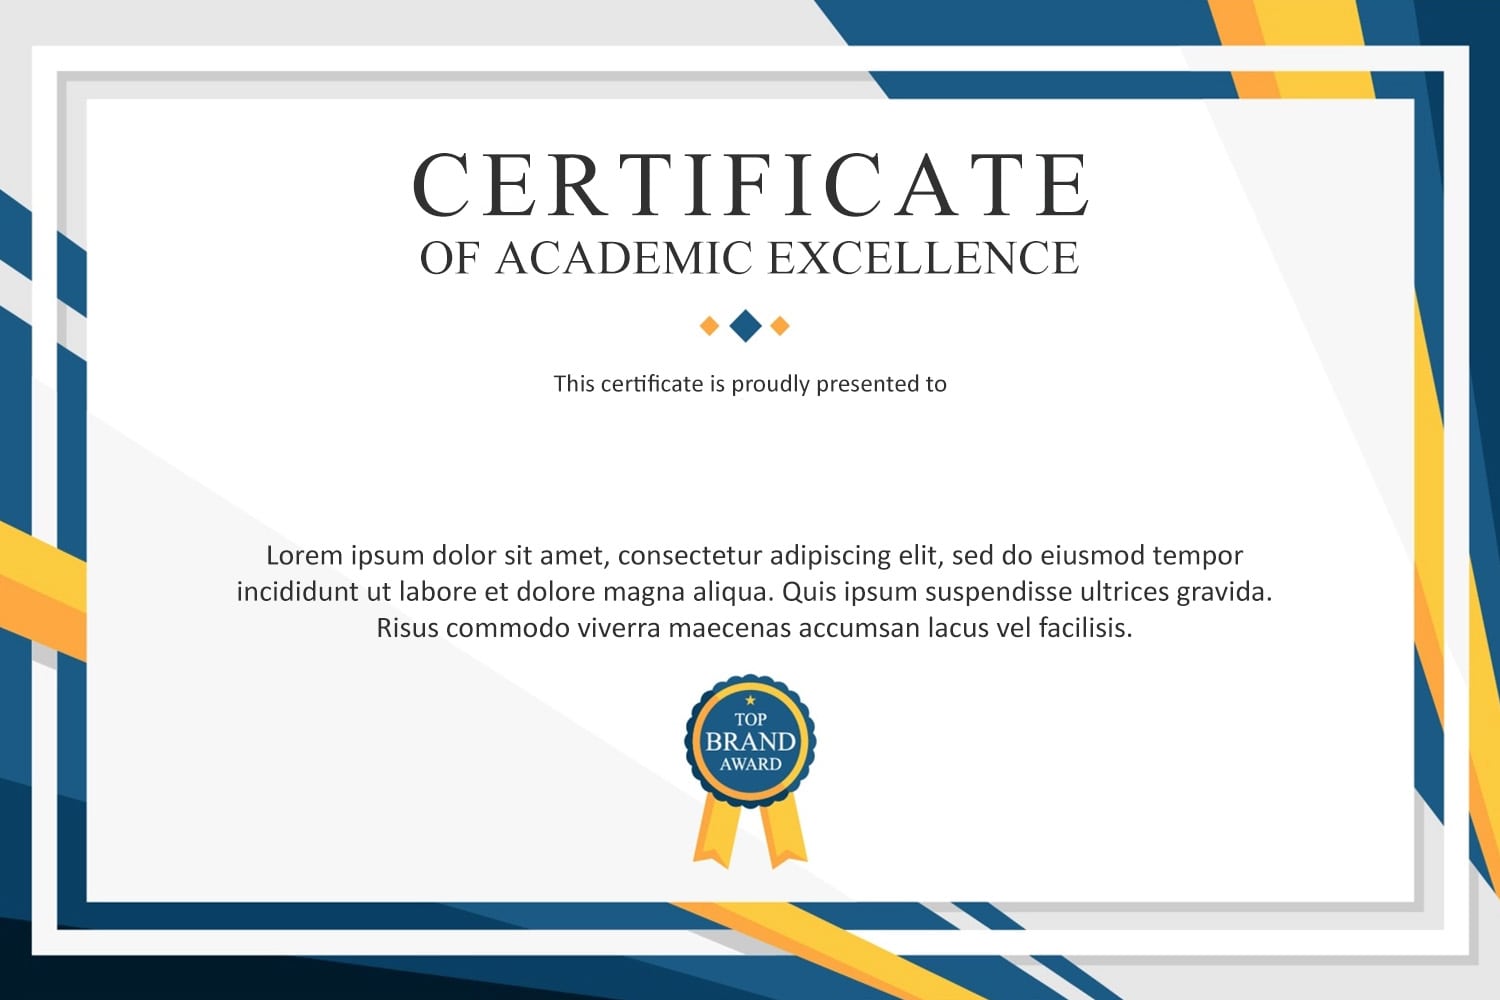 CERTIFICATE
OF ACADEMIC EXCELLENCE
This certificate is proudly presented to
Lorem ipsum dolor sit amet, consectetur adipiscing elit, sed do eiusmod tempor
incididunt ut labore et dolore magna aliqua. Quis ipsum suspendisse ultrices gravida.
Risus commodo viverra maecenas accumsan lacus vel facilisis.
TOP
BRAND
AWARD